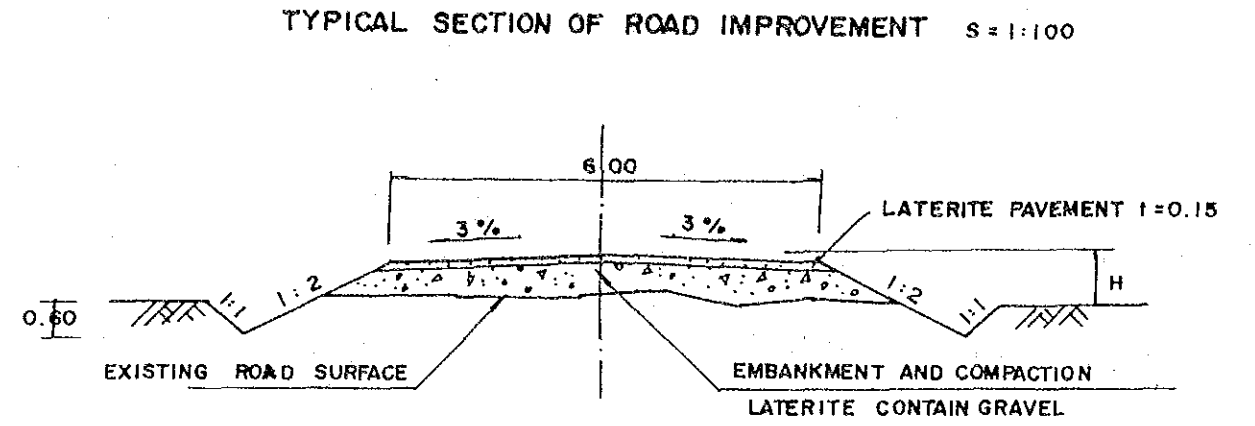 TYPICAL SECTION OF ROAD IMPROVEMENT S = 1:100
6.00
LATERITE PAVEMENT t=0.15
3%
3%
1:1
1:2
1:2
1:1
H
0.60
EXISTING ROAD SURFACE
EMBANKMENT AND COMPACTION
LATERITE CONTAIN GRAVEL